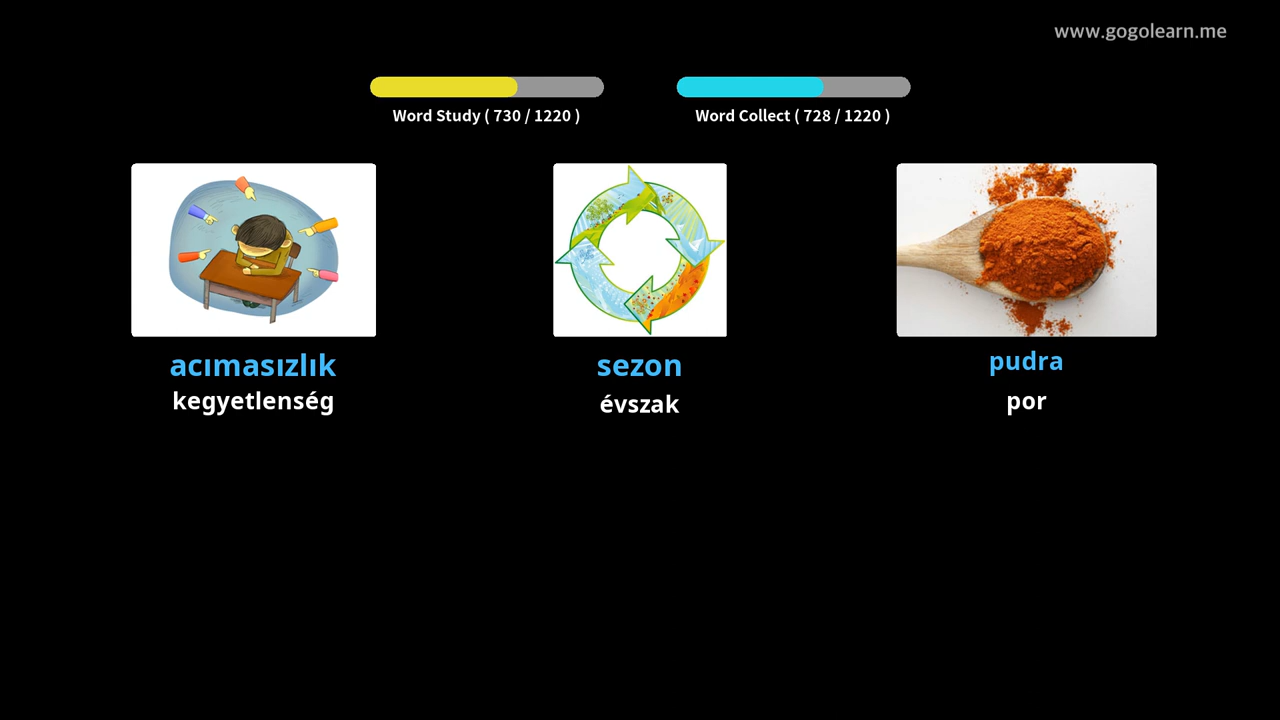 www.gogolearn.me
Word Study ( 730 / 1220 )
Word Collect ( 728 / 1220 )
acımasızlık
kegyetlenség
sezon
évszak
pudra
por